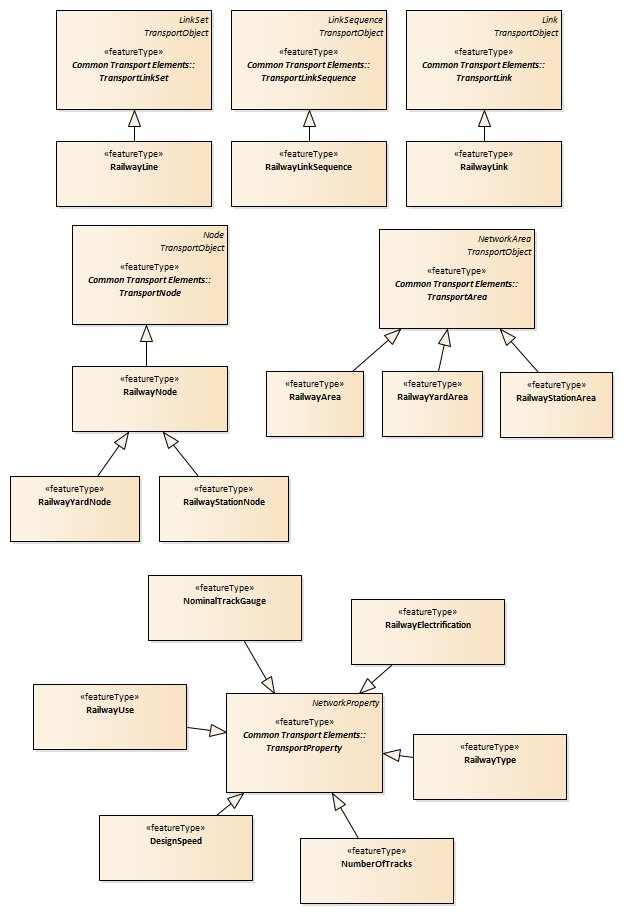 LinkSet
TransportObject
«featureType»
Common Transport Elements::
TransportLinkSet
LinkSequence
TransportObject
«featureType»
Common Transport Elements::
TransportLinkSequence
Link
TransportObject
«featureType»
Common Transport Elements::
TransportLink
«featureType»
RailwayLine
«featureType»
RailwayLinkSequence
«featureType»
RailwayLink
Node
TransportObject
«featureType»
Common Transport Elements::
TransportNode
NetworkArea
TransportObject
«featureType»
Common Transport Elements::
TransportArea
«featureType»
RailwayNode
«featureType»
RailwayArea
«featureType»
RailwayYardArea
«featureType»
RailwayStationArea
«featureType»
RailwayYardNode
«featureType»
RailwayStationNode
«featureType»
NominalTrackGauge
«featureType»
RailwayElectrification
«featureType»
RailwayUse
NetworkProperty
«featureType»
Common Transport Elements::
TransportProperty
«featureType»
RailwayType
«featureType»
DesignSpeed
«featureType»
NumberOfTracks